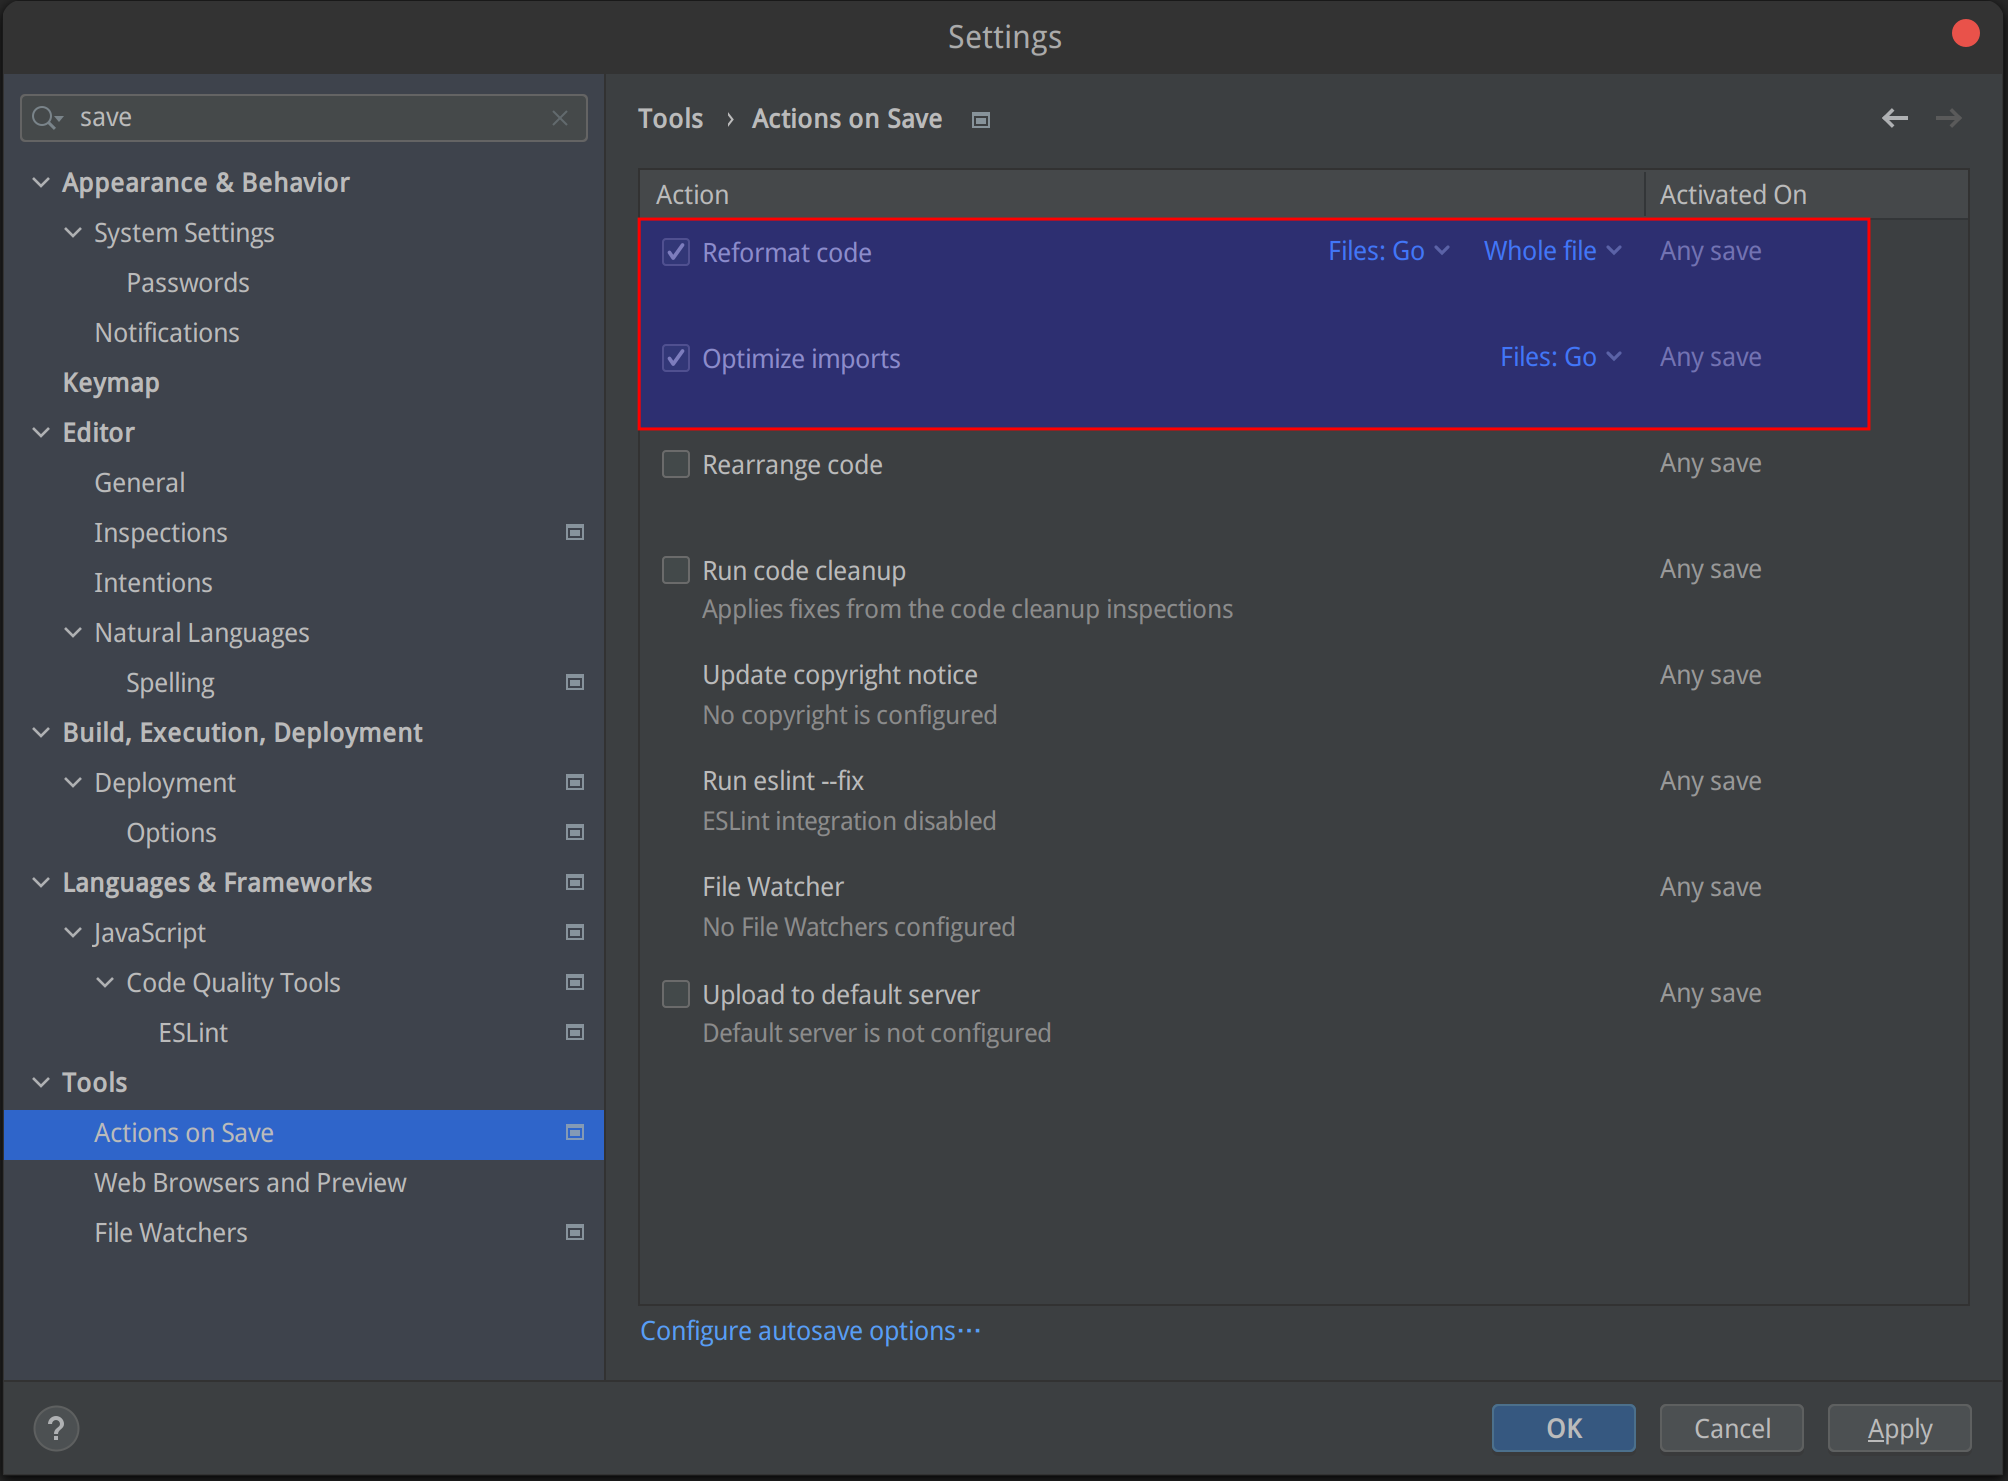 Settings
save
Appearance & Behavior
System Settings
Passwords
Notifications
Keymap
Editor
General
Inspections
Intentions
Natural Languages
Spelling
Build, Execution, Deployment
Deployment
Options
Languages & Frameworks
JavaScript
Code Quality Tools
ESLint
Tools
Actions on Save
Web Browsers and Preview
File Watchers
Tools › Actions on Save
Action Activated On
Reformat code Files: Go Whole file Any save
Optimize imports Files: Go Any save
Rearrange code Any save
Run code cleanup Any save
Applies fixes from the code cleanup inspections
Update copyright notice Any save
No copyright is configured
Run eslint --fix Any save
ESLint integration disabled
File Watcher Any save
No File Watchers configured
Upload to default server Any save
Default server is not configured
Configure autosave options…
? OK Cancel Apply